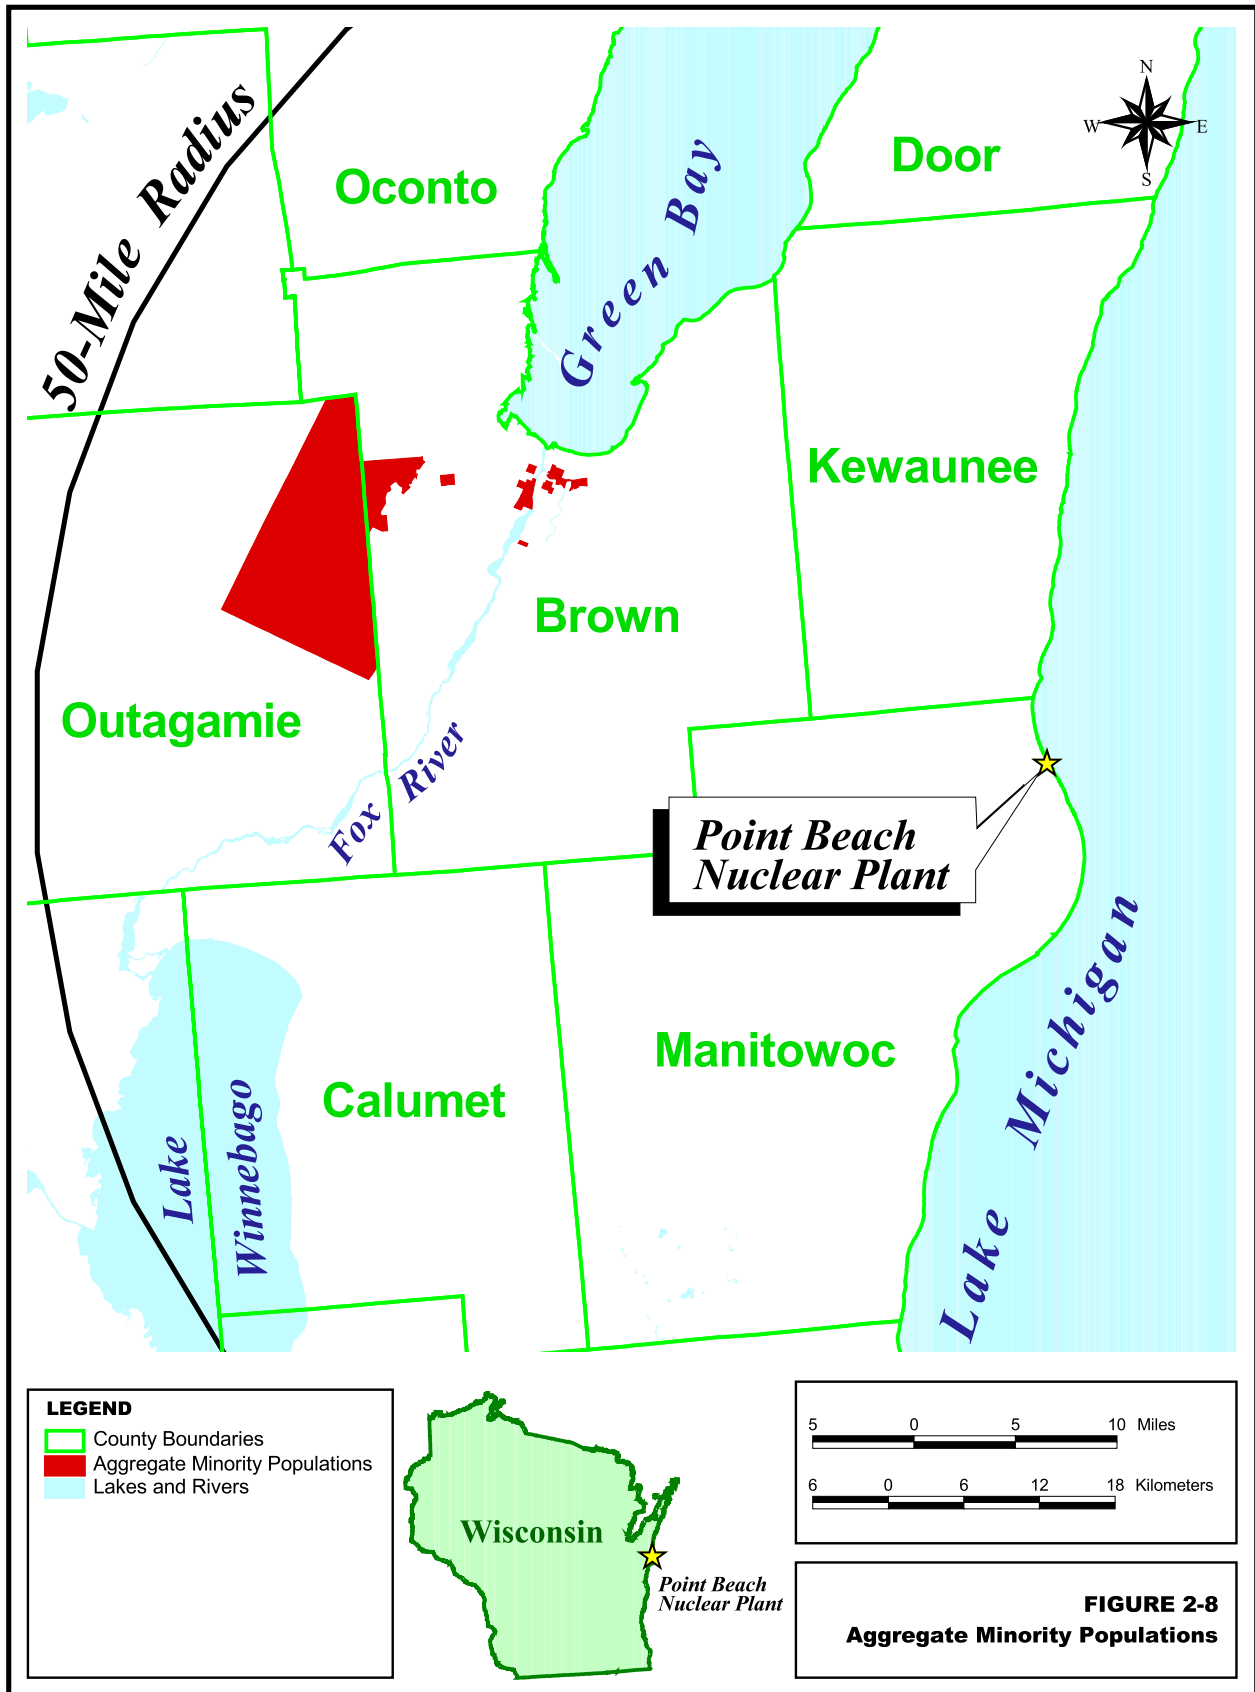 N
W E
S
50-Mile Radius
Oconto
Door
Green Bay
Kewaunee
Brown
Outagamie
Fox River
Point Beach
Nuclear Plant
Manitowoc
Calumet
Lake Michigan
Lake
Winnebago
LEGEND
County Boundaries
Aggregate Minority Populations
Lakes and Rivers
Wisconsin
Point Beach
Nuclear Plant
5 0 5 10 Miles
6 0 6 12 18 Kilometers
FIGURE 2-8
Aggregate Minority Populations